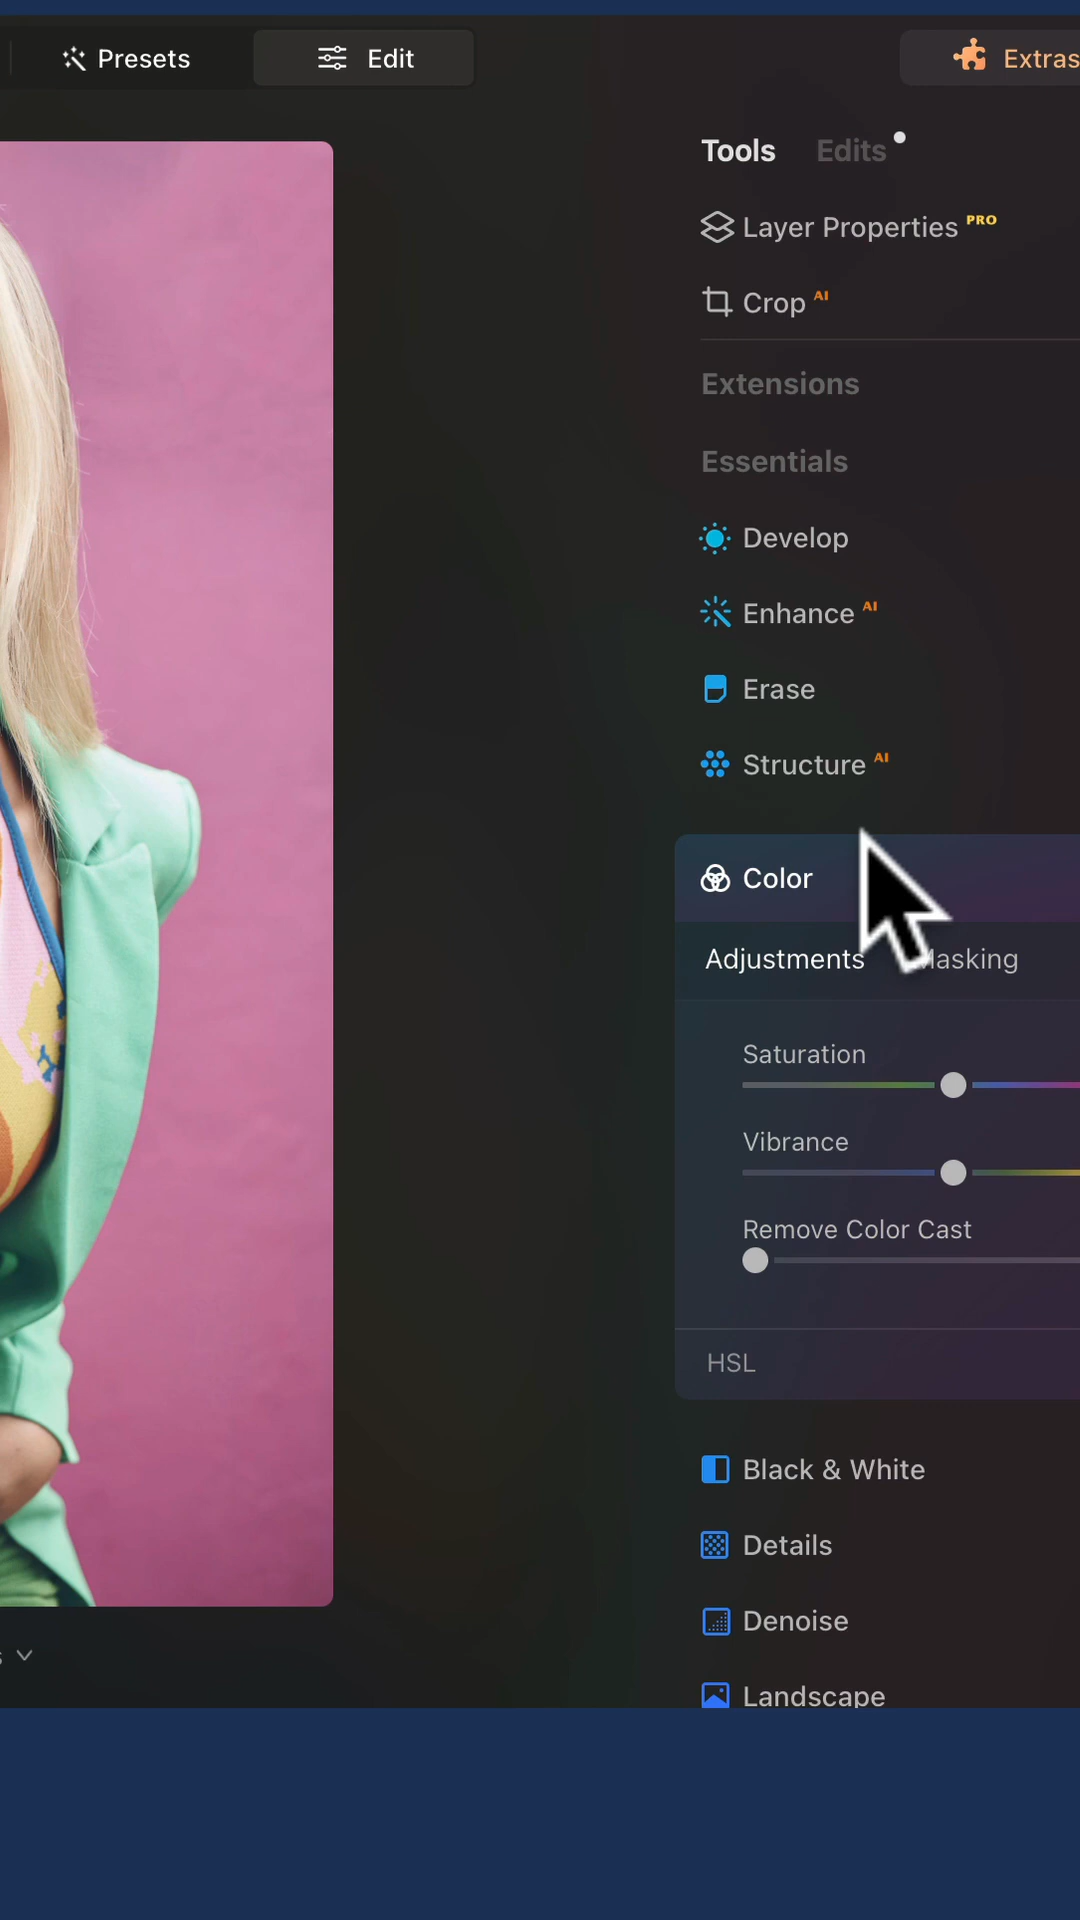 Presets
Edit
Extras
Tools
Edits
Layer Properties PRO
Crop AI
Extensions
Essentials
Develop
Enhance AI
Erase
Structure AI
Color
Adjustments
Saturation
Vibrance
Remove Color Cast
HSL
Black & White
Details
Denoise
Landscape